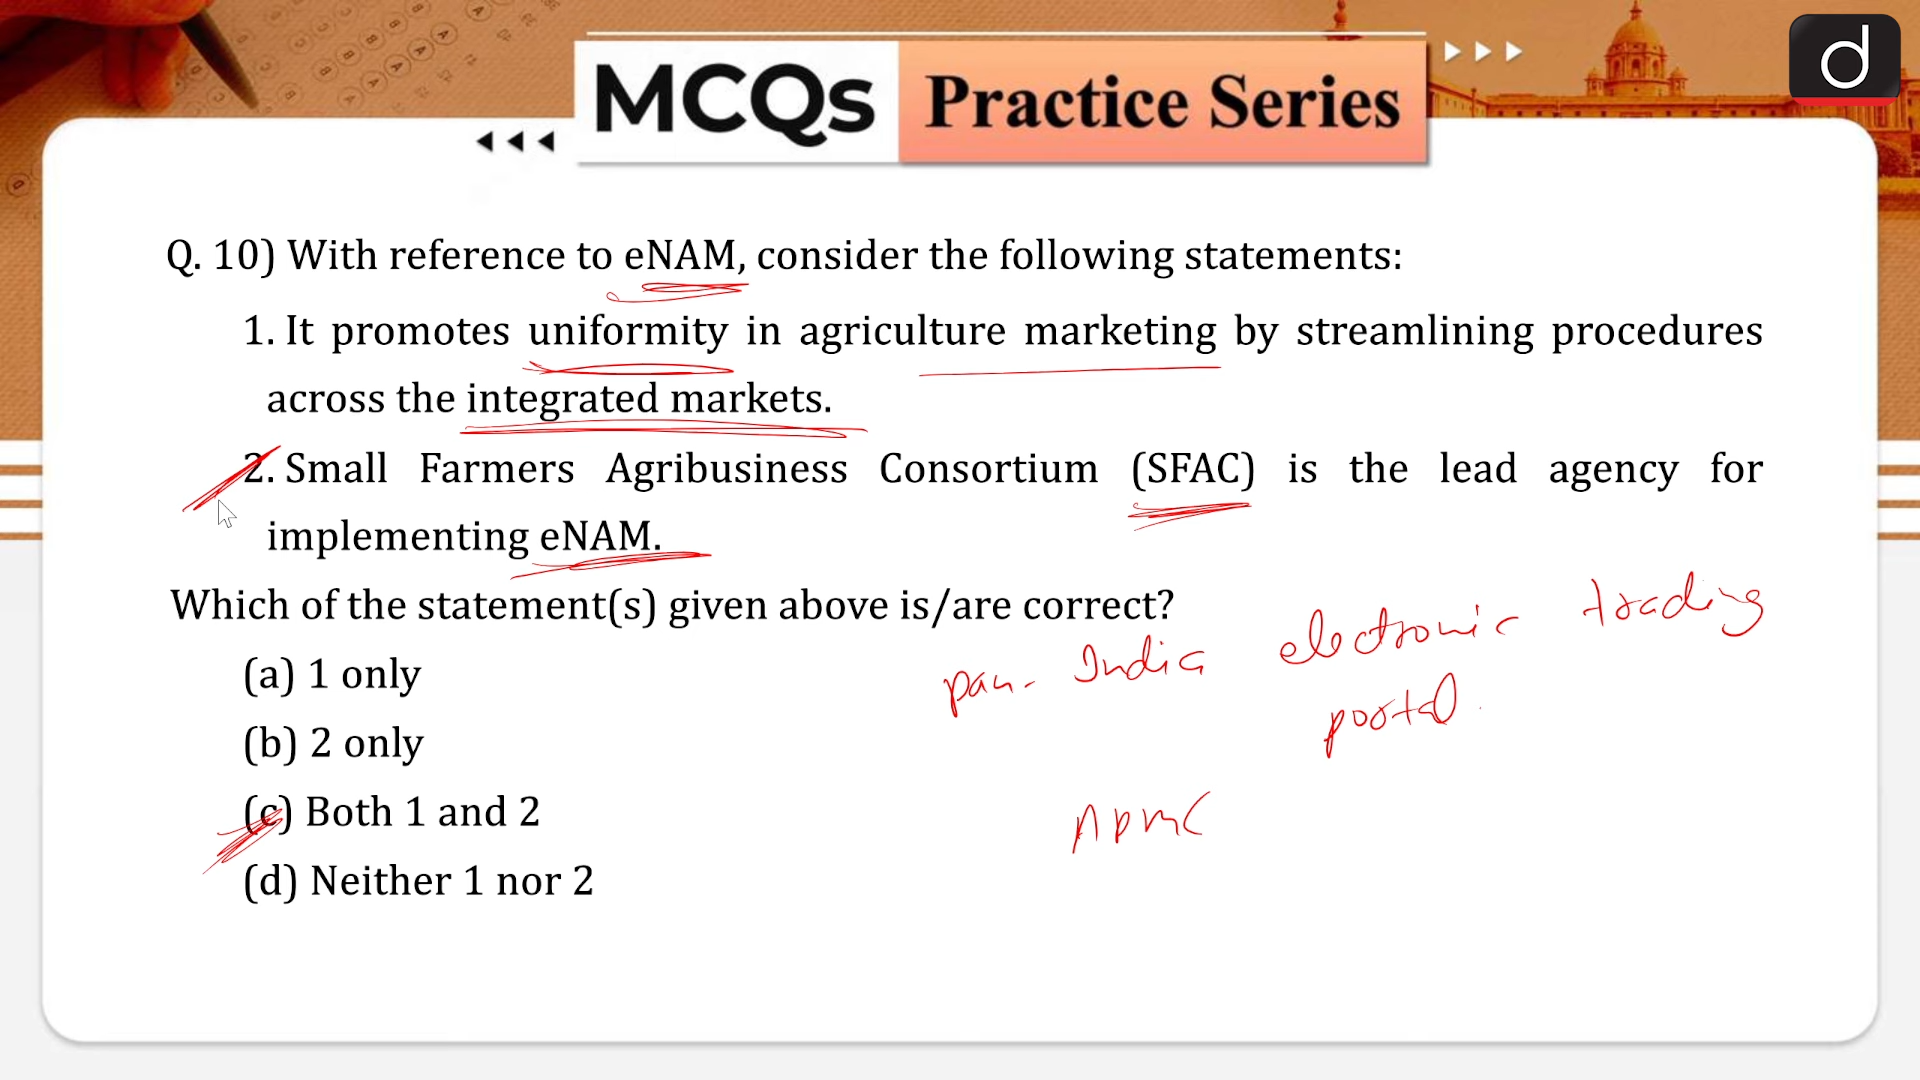 MCQs Practice Series
d
Q. 10) With reference to eNAM, consider the following statements:
1. It promotes uniformity in agriculture marketing by streamlining procedures
across the integrated markets.
2. Small Farmers Agribusiness Consortium (SFAC) is the lead agency for
implementing eNAM.
Which of the statement(s) given above is/are correct?
pan-India electronic trading
portal.
(a) 1 only
(b) 2 only
(c) Both 1 and 2
APMC
(d) Neither 1 nor 2